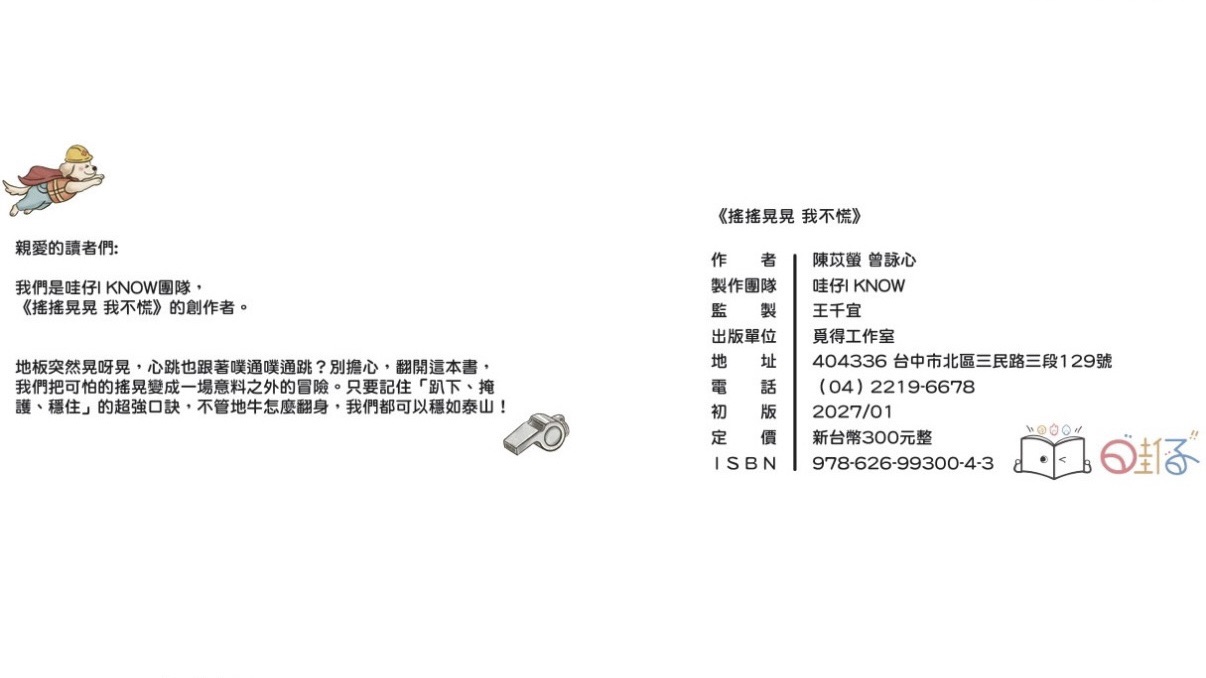 親愛的讀者們:
我們是哇仔I KNOW團隊，
《搖搖晃晃 我不慌》的創作者。
地板突然晃呀晃，心跳也跟著噗通噗通跳？別擔心，翻開這本書，
我們把可怕的搖晃變成一場意料之外的冒險。只要記住「趴下、掩
護、穩住」的超強口訣，不管地牛怎麼翻身，我們都可以穩如泰山！
《搖搖晃晃 我不慌》
作者 陳苡螢 曾詠心
製作團隊 哇仔I KNOW
監製 王千宜
出版單位 覓得工作室
地址 404336 台中市北區三民路三段129號
電話 （04）2219-6678
初版 2027/01
定價 新台幣300元整
ISBN 978-626-99300-4-3
哇仔